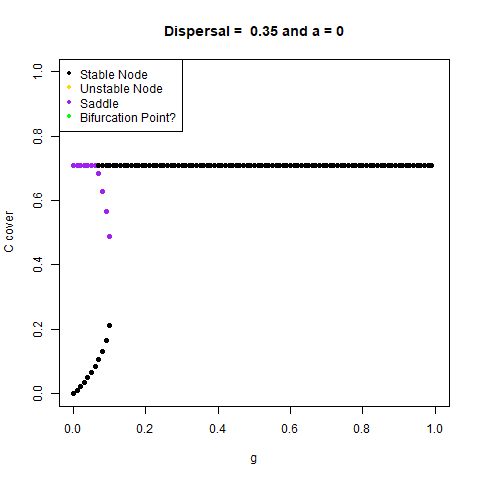 Dispersal =  0.35 and a = 0
Stable Node
Unstable Node
Saddle
Bifurcation Point?
C cover
1.0
0.8
0.6
0.4
0.2
0.0
0.0 0.2 0.4 0.6 0.8 1.0
g